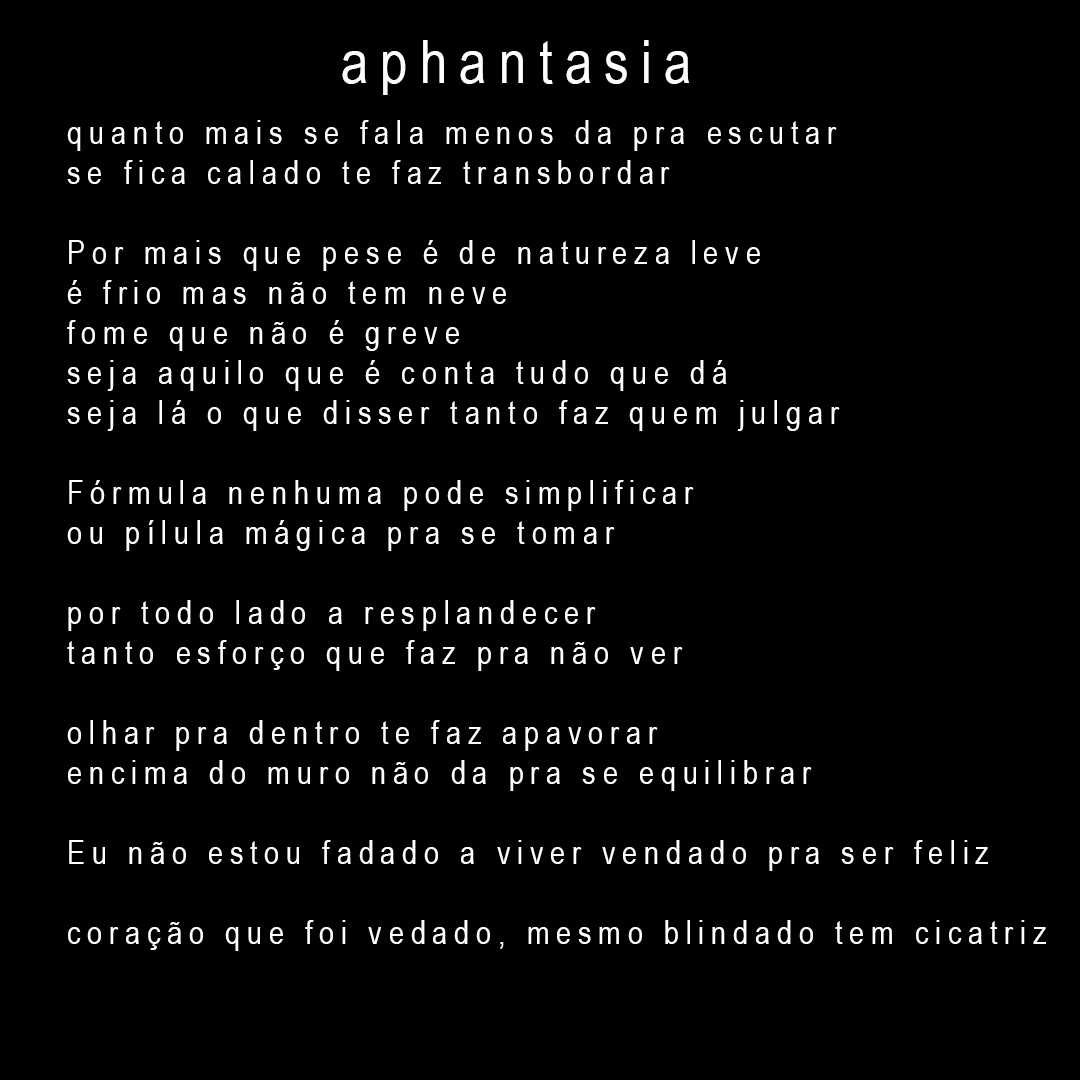 aphantasia
quanto mais se fala menos da pra escutar
se fica calado te faz transbordar
Por mais que pese é de natureza leve
é frio mas não tem neve
fome que não é greve
seja aquilo que é conta tudo que dá
seja lá o que disser tanto faz quem julgar
Fórmula nenhuma pode simplificar
ou pílula mágica pra se tomar
por todo lado a resplandecer
tanto esforço que faz pra não ver
olhar pra dentro te faz apavorar
encima do muro não da pra se equilibrar
Eu não estou fadado a viver vendado pra ser feliz
coração que foi vedado, mesmo blindado tem cicatriz